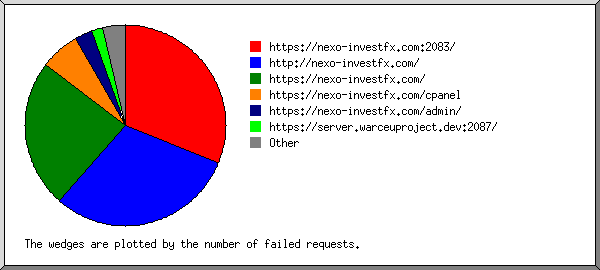 https://nexo-investfx.com:2083/
http://nexo-investfx.com/
https://nexo-investfx.com/
https://nexo-investfx.com/cpanel
https://nexo-investfx.com/admin/
https://server.warceuproject.dev:2087/
Other
The wedges are plotted by the number of failed requests.